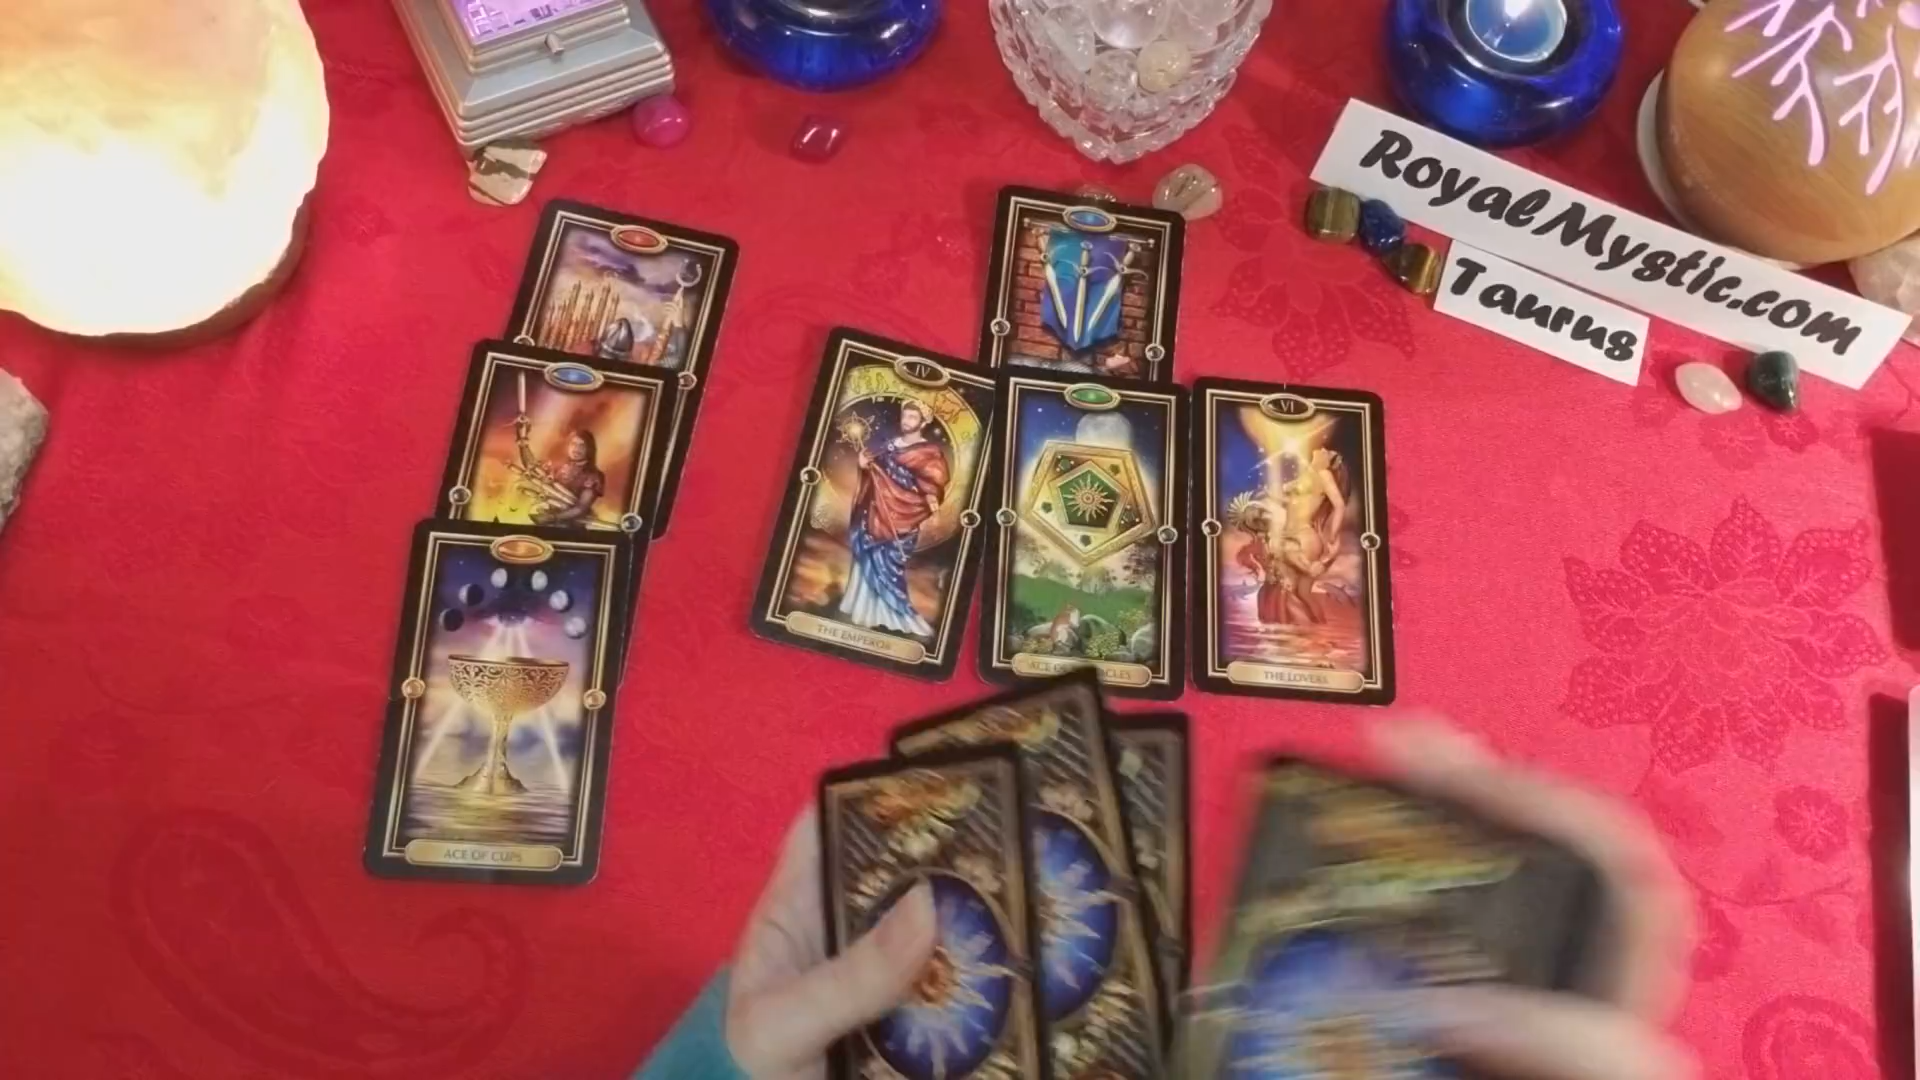 RoyalMystic.com
Taurus
IV
VI
THE EMPEROR
THE LOVERS
ACE OF CUPS